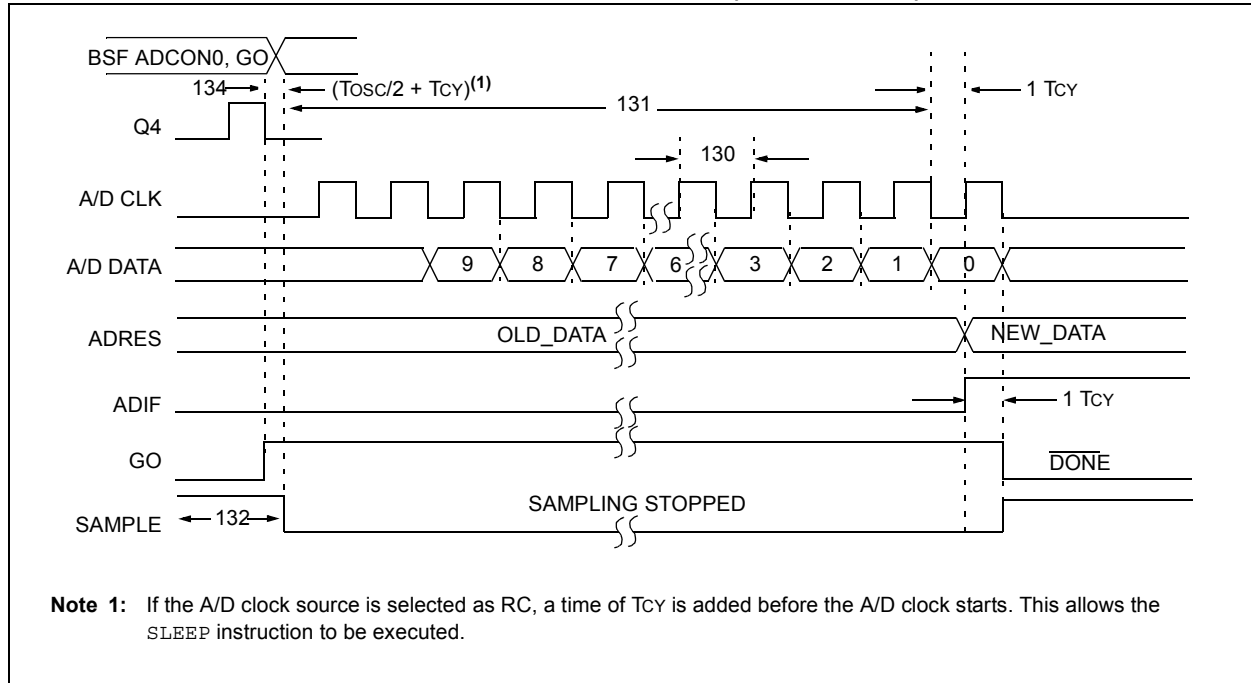 BSF ADCON0, GO
134 (TOSC/2 + TCY)(1) 1 TCY
131
Q4
130
A/D CLK
A/D DATA 9 8 7 6 3 2 1 0
ADRES OLD_DATA NEW_DATA
ADIF 1 TCY
GO DONE
SAMPLE 132 SAMPLING STOPPED
Note 1: If the A/D clock source is selected as RC, a time of TCY is added before the A/D clock starts. This allows the
SLEEP instruction to be executed.